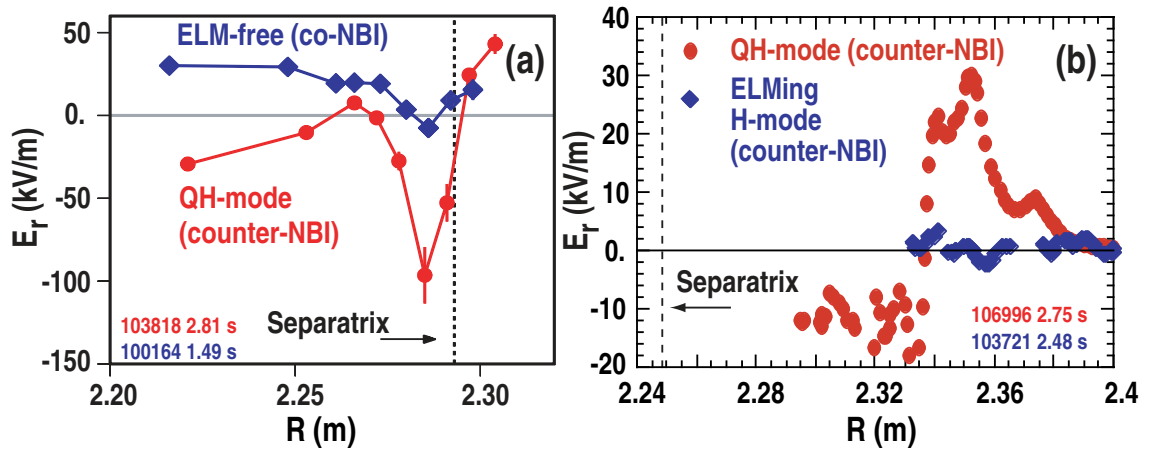 (a)
ELM-free (co-NBI)
QH-mode
(counter-NBI)
Separatrix
103818 2.81 s
100164 1.49 s
50
0.
-50
-100
-150
E_r (kV/m)
2.20
2.25
2.30
R (m)
(b)
QH-mode (counter-NBI)
ELMing
H-mode
(counter-NBI)
Separatrix
106996 2.75 s
103721 2.48 s
40
30
20
10
0.
-10
-20
E_r (kV/m)
2.24
2.28
2.32
2.36
2.4
R (m)